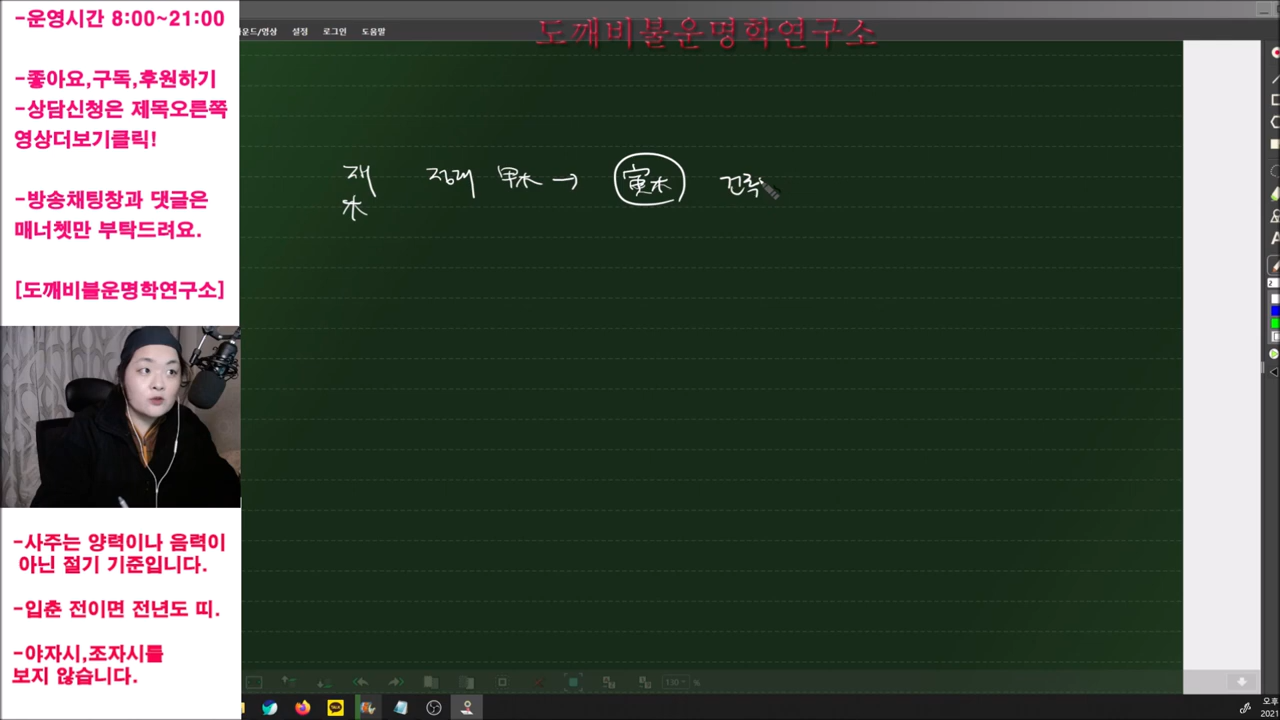 -운영시간 8:00~21:00
-좋아요,구독,후원하기
-상담신청은 제목오른쪽
영상더보기클릭!
-방송채팅창과 댓글은
매너쳇만 부탁드려요.
[도깨비불운명학연구소]
-사주는 양력이나 음력이
아닌 절기 기준입니다.
-입춘 전이면 전년도 띠.
-야자시,조자시를
보지 않습니다.
설정 로그인 도움말
도깨비불운명학연구소
재 정재 甲木 → 寅木 건록
木
130 %
오후
2021